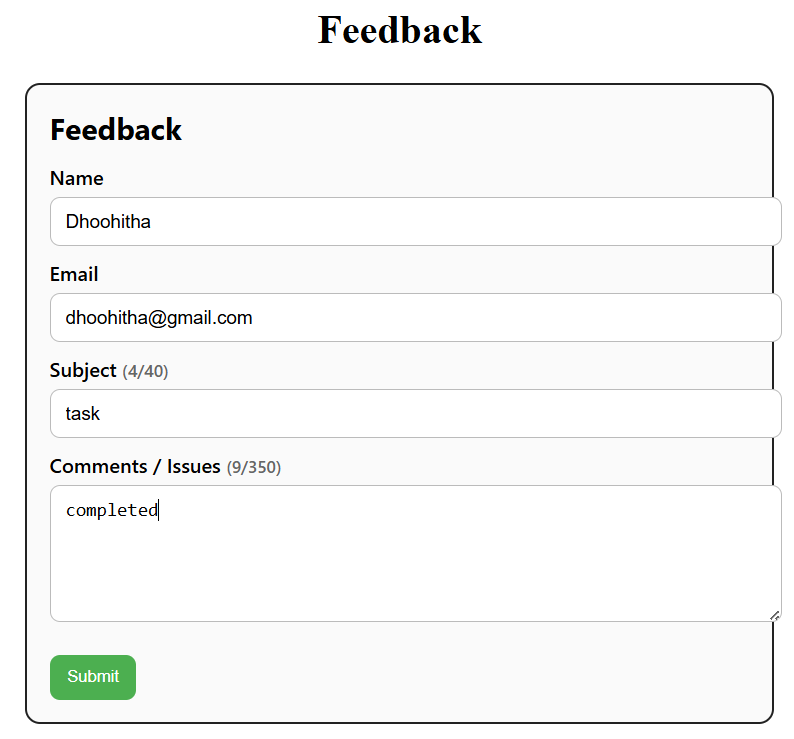 Feedback
Feedback
Name
Dhoohitha
Email
dhoohitha@gmail.com
Subject (4/40)
task
Comments / Issues (9/350)
completed
Submit